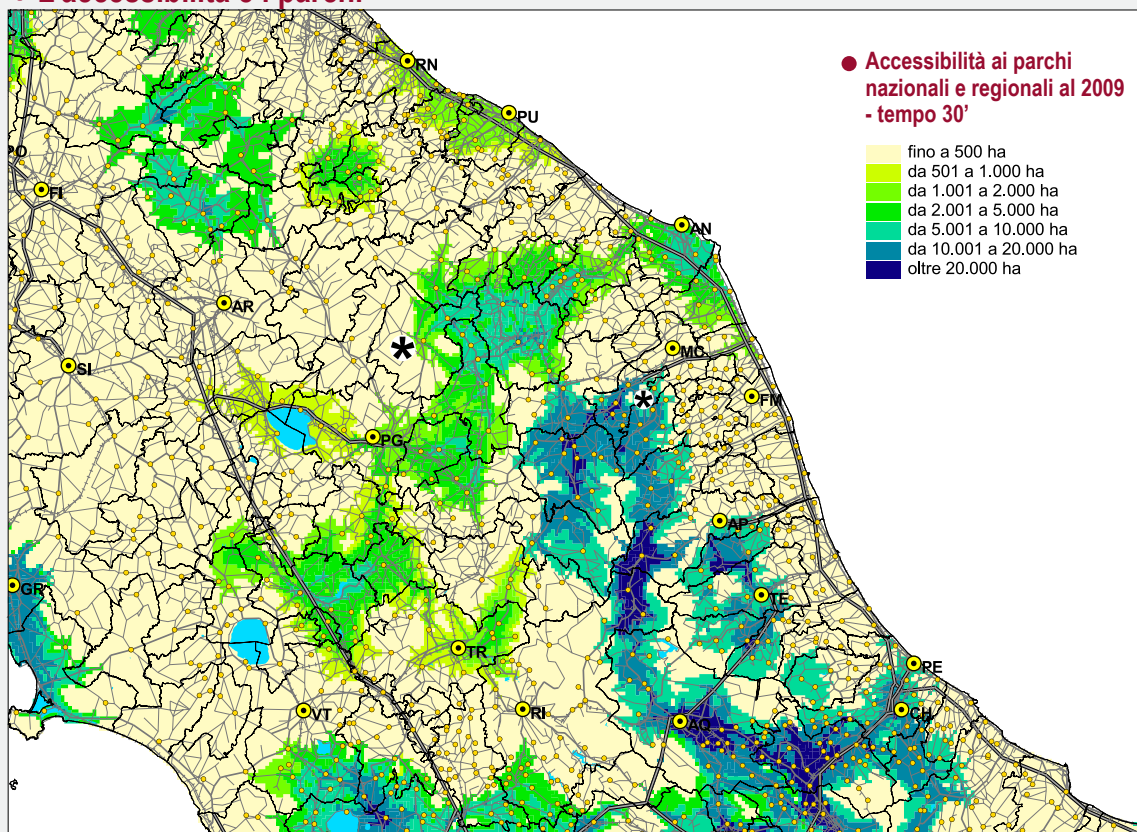 L'accessibilità e i parchi
● Accessibilità ai parchi
nazionali e regionali al 2009
- tempo 30’
fino a 500 ha
da 501 a 1.000 ha
da 1.001 a 2.000 ha
da 2.001 a 5.000 ha
da 5.001 a 10.000 ha
da 10.001 a 20.000 ha
oltre 20.000 ha
RN
PU
PO
FI
AN
AR
MC
SI
FM
*
*
PG
AP
GR
TE
TR
PE
VT
RI
CH
AQ